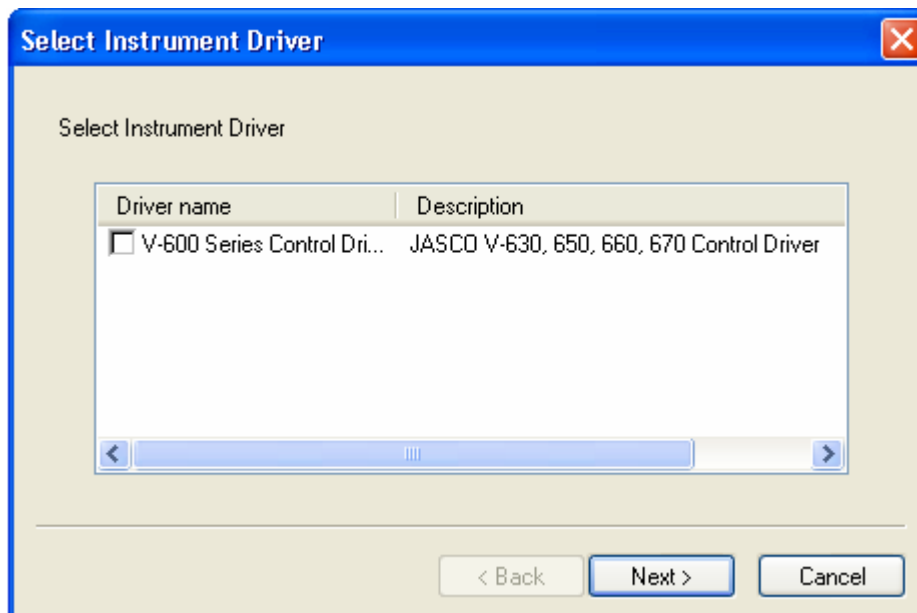 Select Instrument Driver
Select Instrument Driver
Driver name Description
V-600 Series Control Dri... JASCO V-630, 650, 660, 670 Control Driver
< Back Next > Cancel